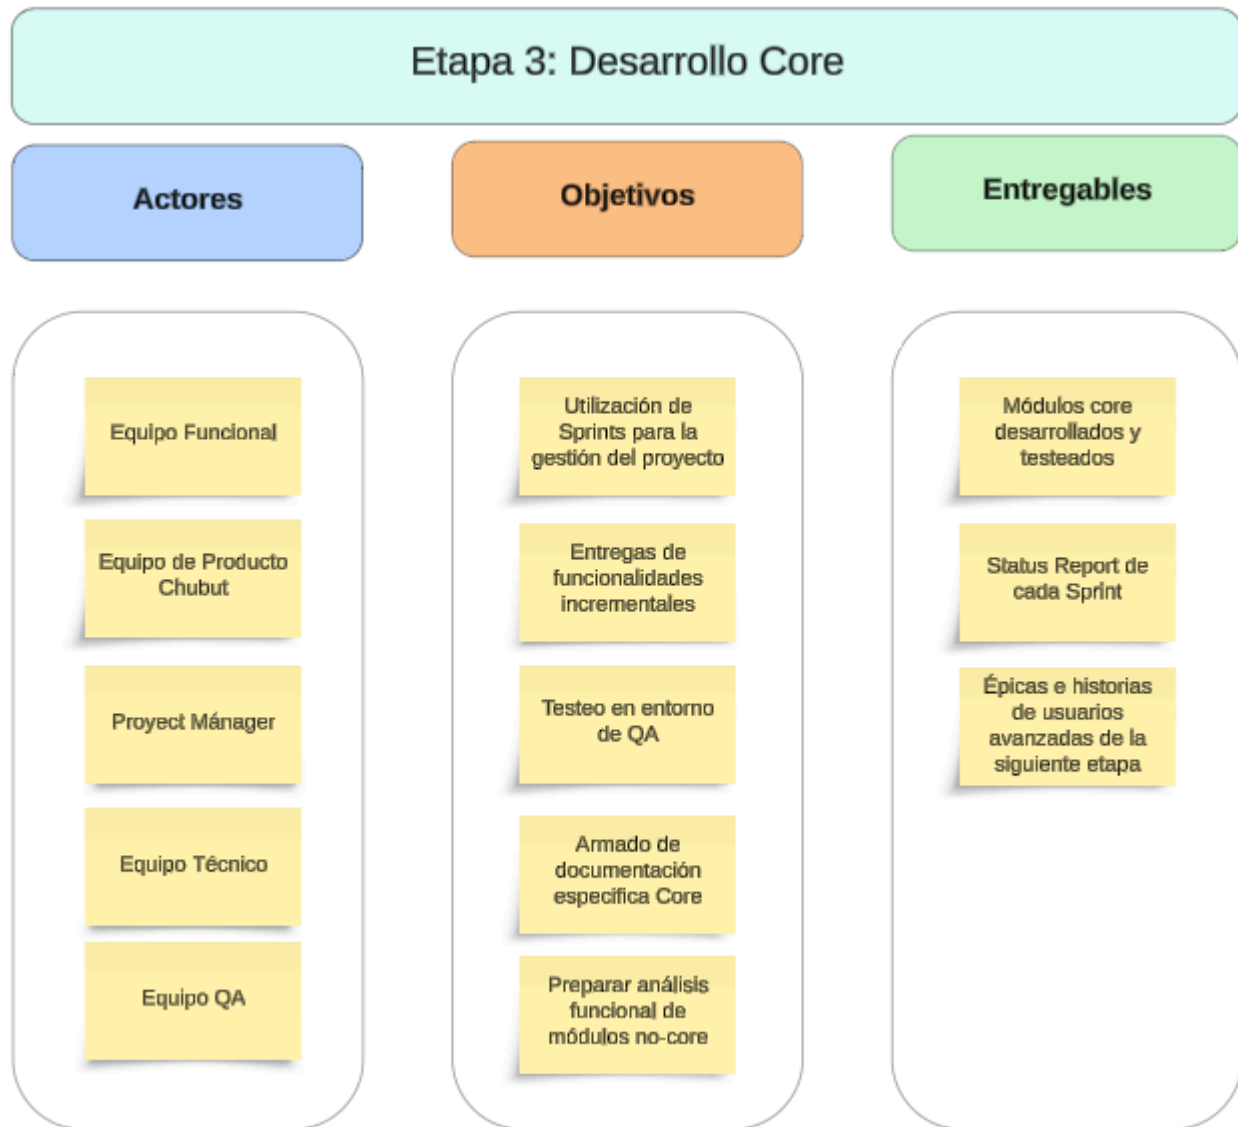 Etapa 3: Desarrollo Core
Actores
Objetivos
Entregables
Equipo Funcional
Equipo de Producto
Chubut
Proyect Mánager
Equipo Técnico
Equipo QA
Utilización de
Sprints para la
gestión del proyecto
Entregas de
funcionalidades
incrementales
Testeo en entorno
de QA
Armado de
documentación
especifica Core
Preparar análisis
funcional de
módulos no-core
Módulos core
desarrollados y
testeados
Status Report de
cada Sprint
Épicas e historias
de usuarios
avanzadas de la
siguiente etapa